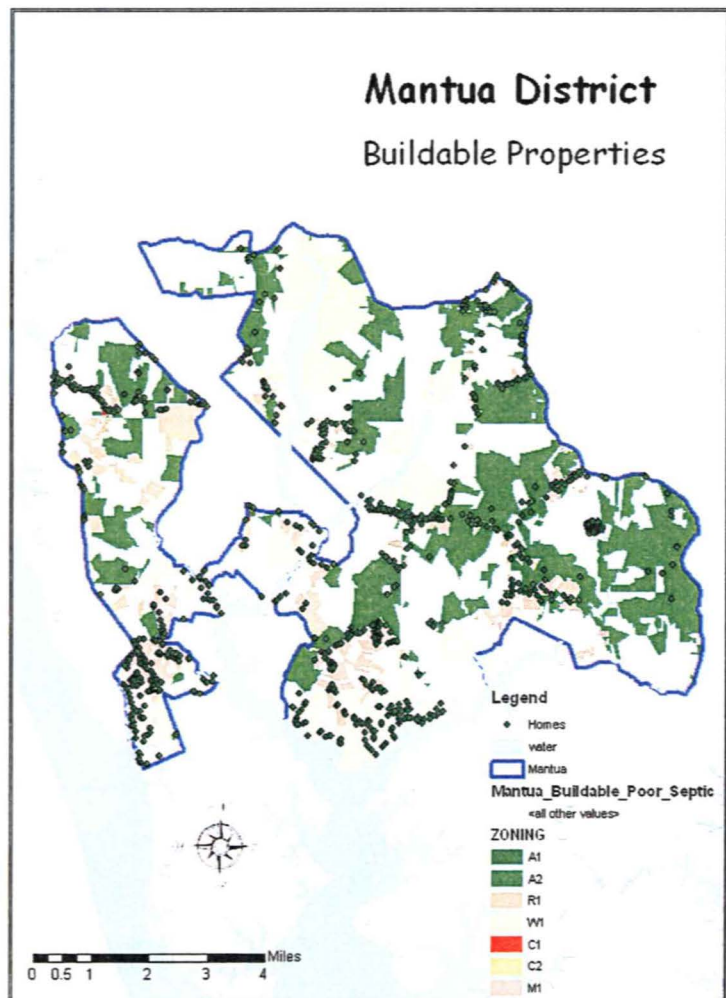 Mantua District
Buildable Properties
Legend
Homes
water
Mantua
Mantua_Buildable_Poor_Septic
<all other values>
ZONING
A1
A2
R1
W1
C1
C2
M1
Miles
0 0.5 1 2 3 4